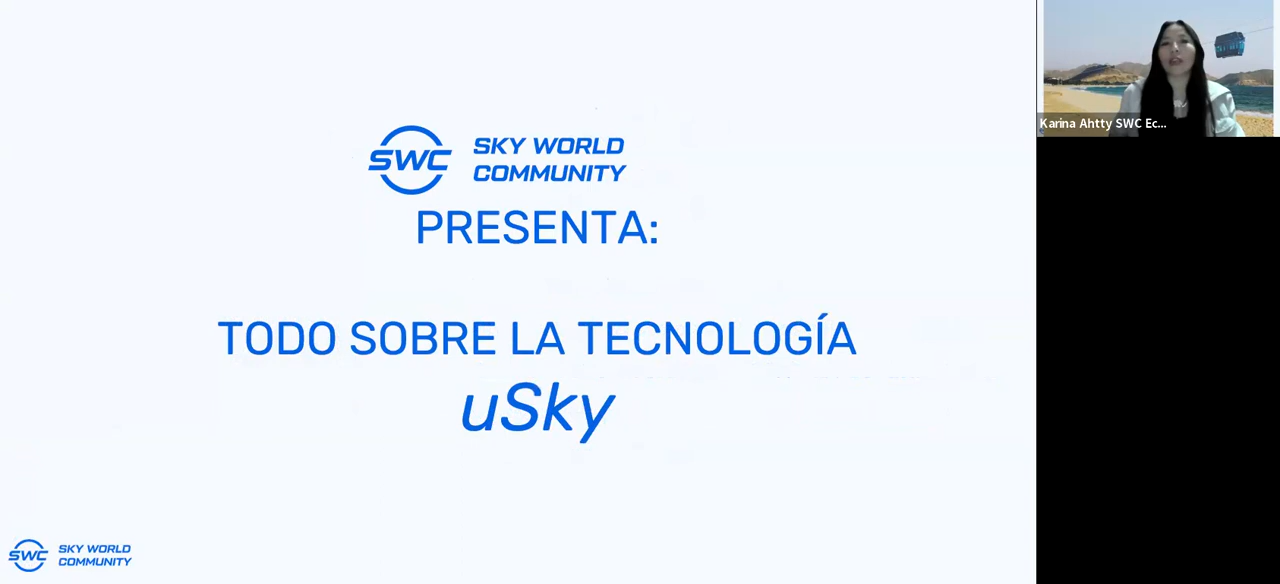 SWC
SKY WORLD
COMMUNITY
PRESENTA:
TODO SOBRE LA TECNOLOGÍA
uSky
Karina Ahtty SWC Ec...
SWC
SKY WORLD
COMMUNITY